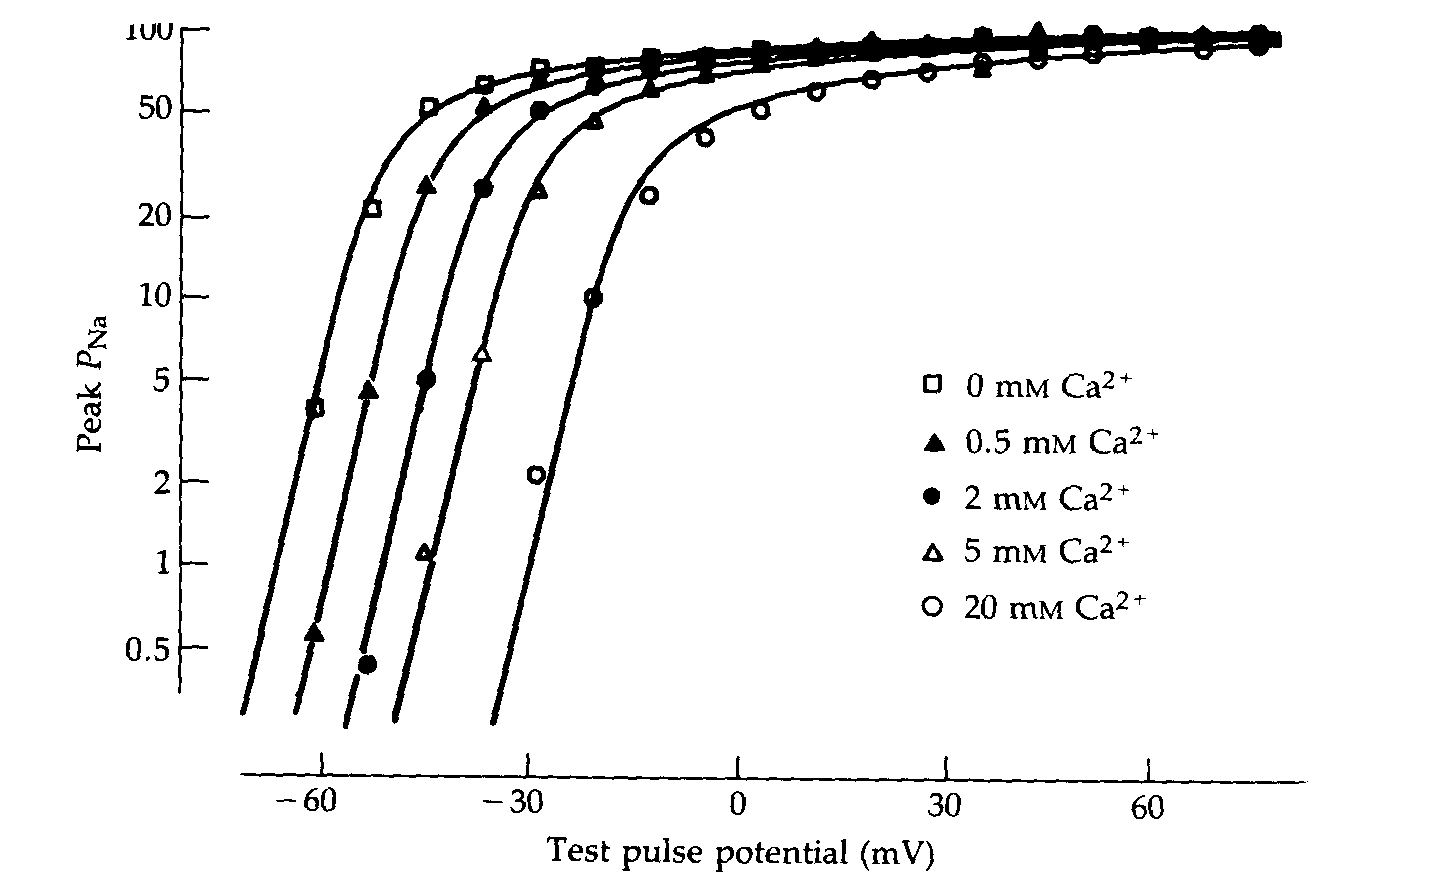 100
50
20
10
5
2
1
0.5
Peak P_Na
0 mM Ca²⁺
0.5 mM Ca²⁺
2 mM Ca²⁺
5 mM Ca²⁺
20 mM Ca²⁺
−60 −30 0 30 60
Test pulse potential (mV)